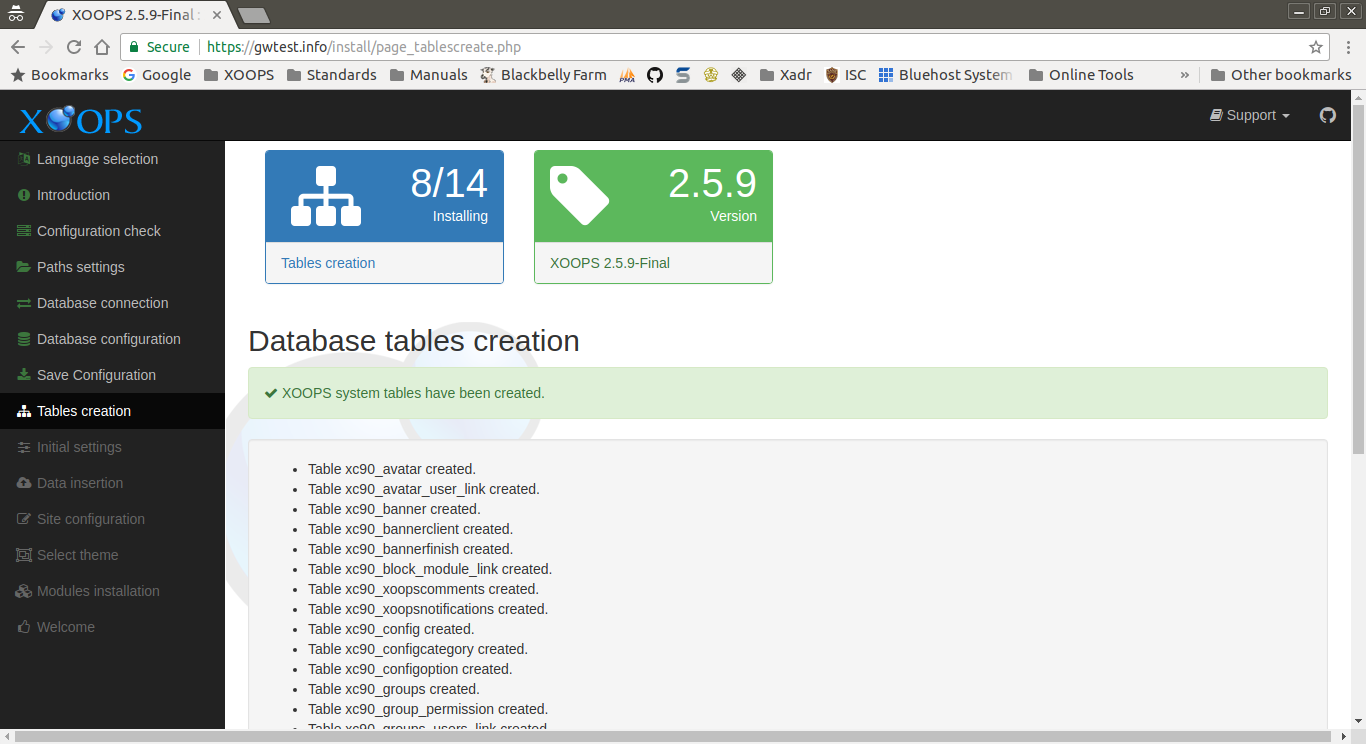 XOOPS 2.5.9-Final :
Secure https://gwtest.info/install/page_tablescreate.php
Bookmarks Google XOOPS Standards Manuals Blackbelly Farm PMA Xadr ISC Bluehost System Online Tools » Other bookmarks
XOOPS
Support
Language selection
Introduction
Configuration check
Paths settings
Database connection
Database configuration
Save Configuration
Tables creation
Initial settings
Data insertion
Site configuration
Select theme
Modules installation
Welcome
8/14
Installing
Tables creation
2.5.9
Version
XOOPS 2.5.9-Final
Database tables creation
XOOPS system tables have been created.
Table xc90_avatar created.
Table xc90_avatar_user_link created.
Table xc90_banner created.
Table xc90_bannerclient created.
Table xc90_bannerfinish created.
Table xc90_block_module_link created.
Table xc90_xoopscomments created.
Table xc90_xoopsnotifications created.
Table xc90_config created.
Table xc90_configcategory created.
Table xc90_configoption created.
Table xc90_groups created.
Table xc90_group_permission created.
Table xc90_groups_users_link created.